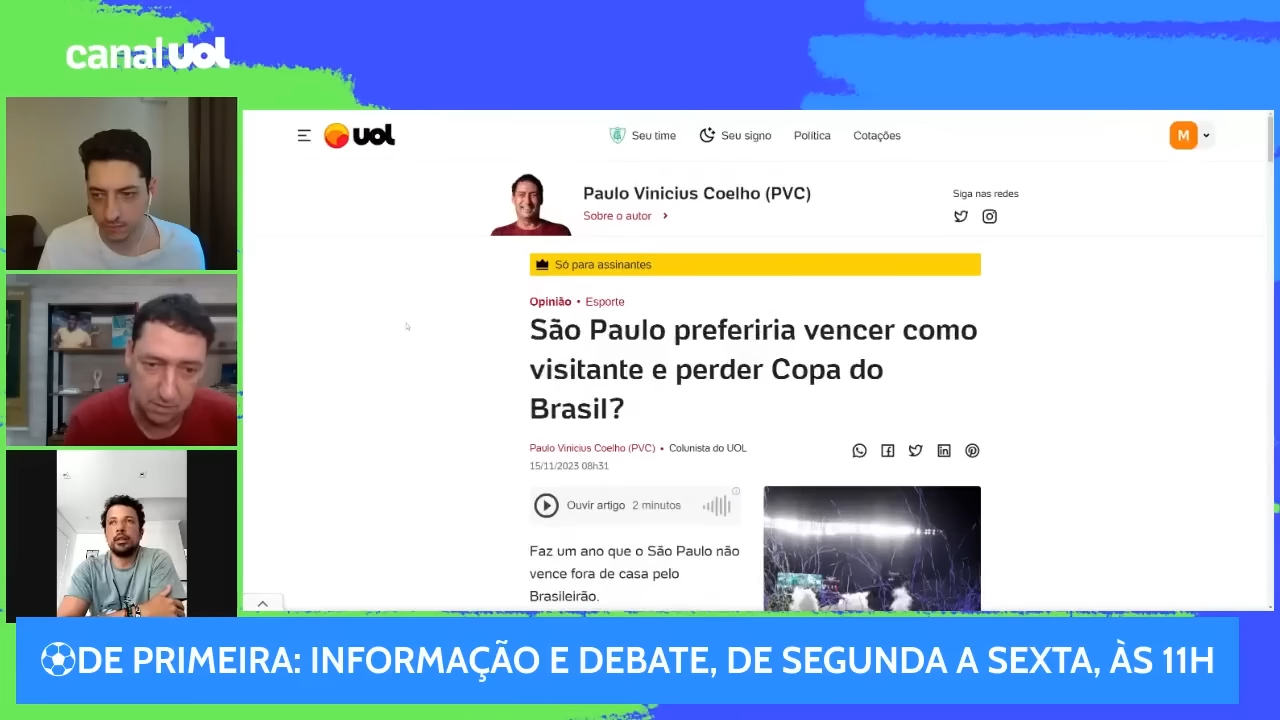 canal uol
uol
Seu time
Seu signo
Política
Cotações
M
Paulo Vinicius Coelho (PVC)
Sobre o autor
Siga nas redes
Só para assinantes
Opinião • Esporte
São Paulo preferiria vencer como
visitante e perder Copa do
Brasil?
Paulo Vinicius Coelho (PVC) • Colunista do UOL
15/11/2023 08h31
Ouvir artigo 2 minutos
Faz um ano que o São Paulo não
vence fora de casa pelo
Brasileirão.
DE PRIMEIRA: INFORMAÇÃO E DEBATE, DE SEGUNDA A SEXTA, ÀS 11H